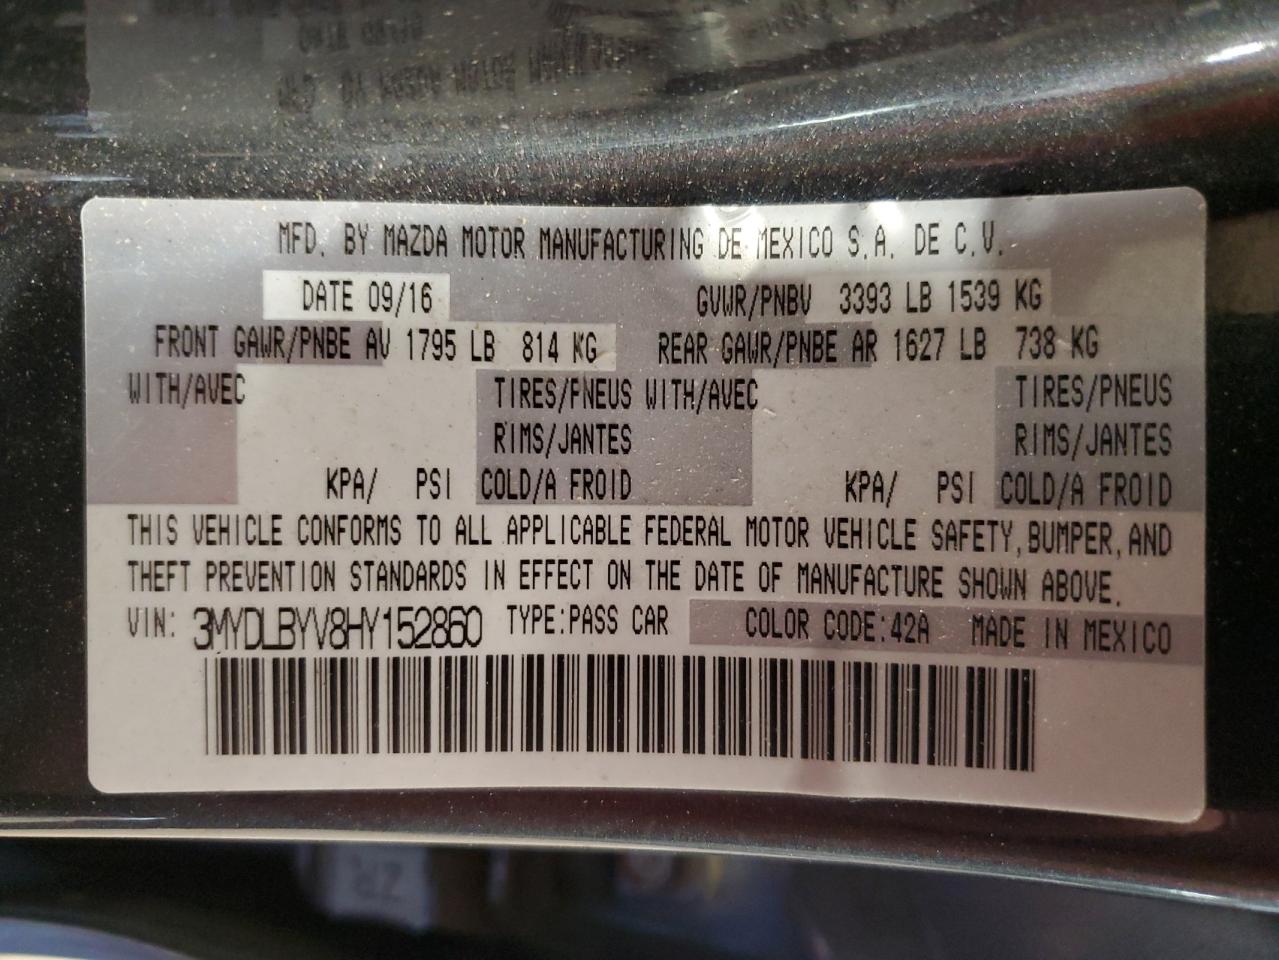 MFD. BY MAZDA MOTOR MANUFACTURING DE MEXICO S.A. DE C.V.
DATE 09/16 GVWR/PNBV 3393 LB 1539 KG
FRONT GAWR/PNBE AV 1795 LB 814 KG REAR GAWR/PNBE AR 1627 LB 738 KG
WITH/AVEC TIRES/PNEUS WITH/AVEC TIRES/PNEUS
RIMS/JANTES RIMS/JANTES
KPA/ PSI COLD/A FROID KPA/ PSI COLD/A FROID
THIS VEHICLE CONFORMS TO ALL APPLICABLE FEDERAL MOTOR VEHICLE SAFETY, BUMPER, AND
THEFT PREVENTION STANDARDS IN EFFECT ON THE DATE OF MANUFACTURE SHOWN ABOVE.
VIN: 3MYDLBYV8HY152860 TYPE:PASS CAR COLOR CODE:42A MADE IN MEXICO